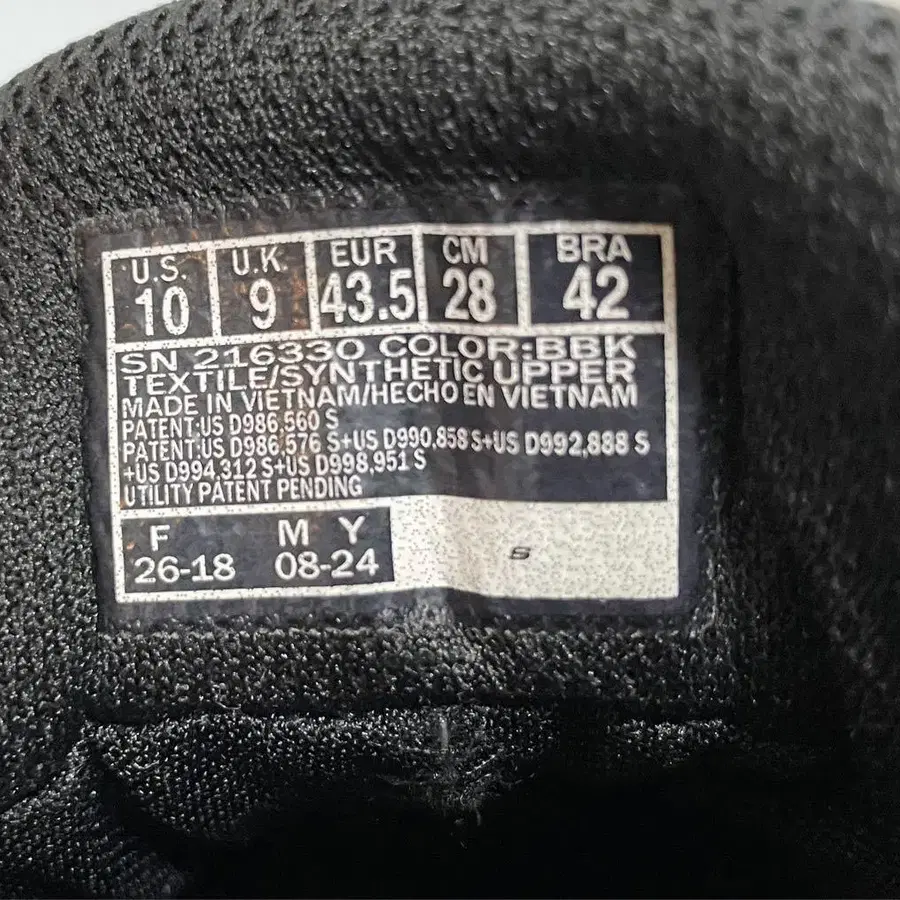 U.S. U.K. EUR CM BRA
10 9 43.5 28 42
SN 216330 COLOR:BBK
TEXTILE/SYNTHETIC UPPER
MADE IN VIETNAM/HECHO EN VIETNAM
PATENT:US D986,560 S
PATENT:US D986,576 S+US D990,858 S+US D992,888 S
+US D994,312 S+US D998,951 S
UTILITY PATENT PENDING
F M Y
26-18 08-24
S